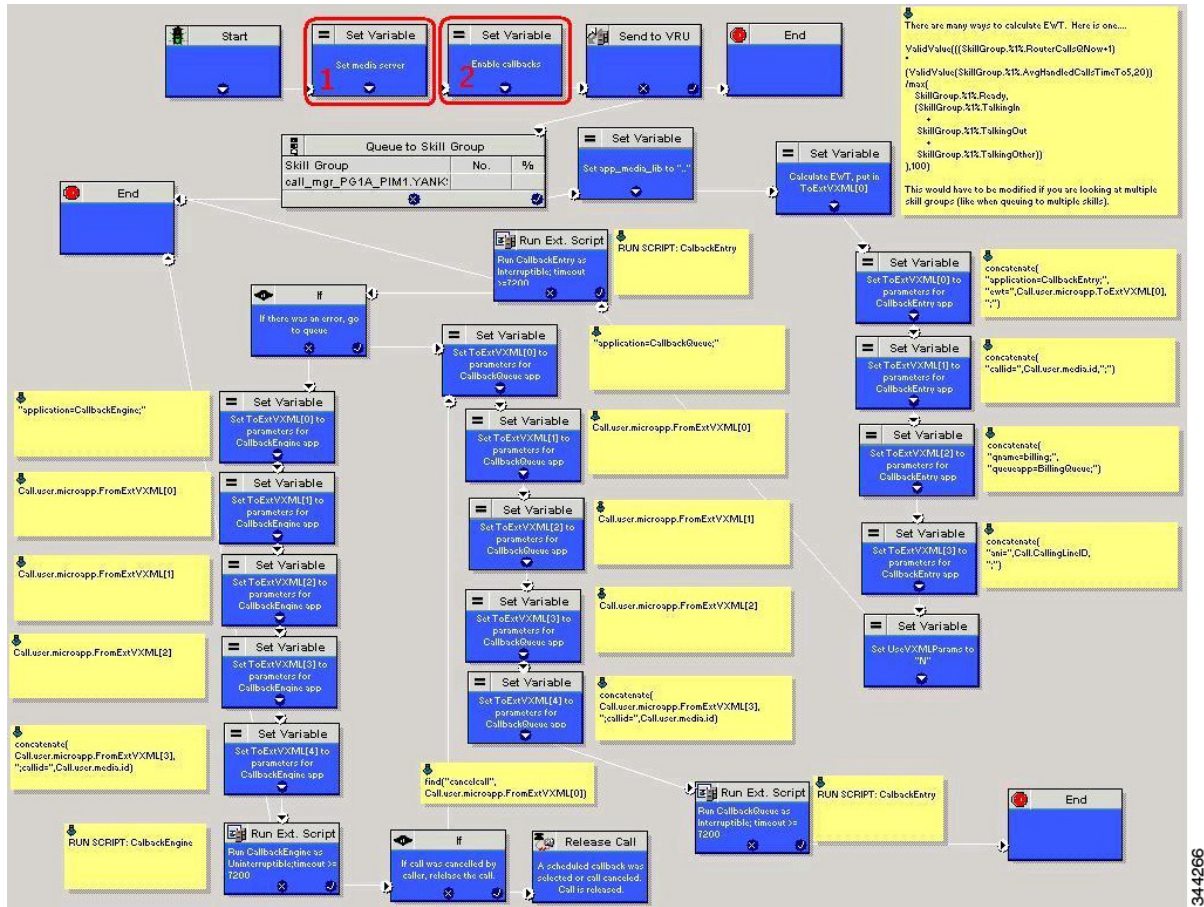 Start
Set Variable
1
Set media server
Set Variable
2
Enable callbacks
Send to VRU
End
There are many ways to calculate EWT. Here is one....
ValidValue(((SkillGroup.%1%.RouterCallsQNow+1)
*
(ValidValue(SkillGroup.%1%.AvgHandledCallsTimeTo5,20))
/max(
SkillGroup.%1%.Ready,
(SkillGroup.%1%.TalkingIn
+
SkillGroup.%1%.TalkingOut
+
SkillGroup.%1%.TalkingOther))
),100)
This would have to be modified if you are looking at multiple
skill groups (like when queuing to multiple skills).
Queue to Skill Group
Skill Group No. %
call_mgr_PG1A_PIM1.YANK
Set Variable
Set app_media_lib to ".."
Set Variable
Calculate EWT, put in
ToExtVXML[0]
End
Run Ext. Script
Run CallbackEntry as
Interruptible; timeout
>=7200
RUN SCRIPT: CalbackEntry
Set Variable
Set ToExtVXML[0] to
parameters for
CallbackEntry app
concatenate(
"application=CallbackEntry;",
"ewt=",Call.user.microapp.ToExtVXML[0],
";")
If
If there was an error, go
to queue
Set Variable
Set ToExtVXML[0] to
parameters for
CallbackQueue app
"application=CallbackQueue;"
Set Variable
Set ToExtVXML[1] to
parameters for
CallbackEntry app
concatenate(
"callid=",Call.user.media.id,";")
"application=CallbackEngine;"
Set Variable
Set ToExtVXML[0] to
parameters for
CallbackEngine app
Set Variable
Set ToExtVXML[1] to
parameters for
CallbackQueue app
Call.user.microapp.FromExtVXML[0]
Set Variable
Set ToExtVXML[2] to
parameters for
CallbackEntry app
concatenate(
"qname=billing;",
"queueapp=BillingQueue;")
Call.user.microapp.FromExtVXML[0]
Set Variable
Set ToExtVXML[1] to
parameters for
CallbackEngine app
Set Variable
Set ToExtVXML[2] to
parameters for
CallbackQueue app
Call.user.microapp.FromExtVXML[1]
Set Variable
Set ToExtVXML[3] to
parameters for
CallbackEntry app
concatenate(
"ani=",Call.CallingLineID,
";")
Call.user.microapp.FromExtVXML[1]
Set Variable
Set ToExtVXML[2] to
parameters for
CallbackEngine app
Set Variable
Set ToExtVXML[3] to
parameters for
CallbackQueue app
Call.user.microapp.FromExtVXML[2]
Set Variable
Set UseVXMLParams to
"N"
Call.user.microapp.FromExtVXML[2]
Set Variable
Set ToExtVXML[3] to
parameters for
CallbackEngine app
Set Variable
Set ToExtVXML[4] to
parameters for
CallbackQueue app
concatenate(
Call.user.microapp.FromExtVXML[3],
";callid=",Call.user.media.id)
concatenate(
Call.user.microapp.FromExtVXML[3],
";callid=",Call.user.media.id)
Set Variable
Set ToExtVXML[4] to
parameters for
CallbackEngine app
find("cancelcall",
Call.user.microapp.FromExtVXML[0])
Run Ext. Script
Run CallbackQueue as
Interruptible; timeout >=
7200
RUN SCRIPT: CalbackEntry
End
RUN SCRIPT: CalbackEngine
Run Ext. Script
Run CallbackEngine as
Uninterruptible;timeout >=
7200
If
If call was cancelled by
caller, relelase the call.
Release Call
A scheduled callback was
selected or call canceled.
Call is released.
344266